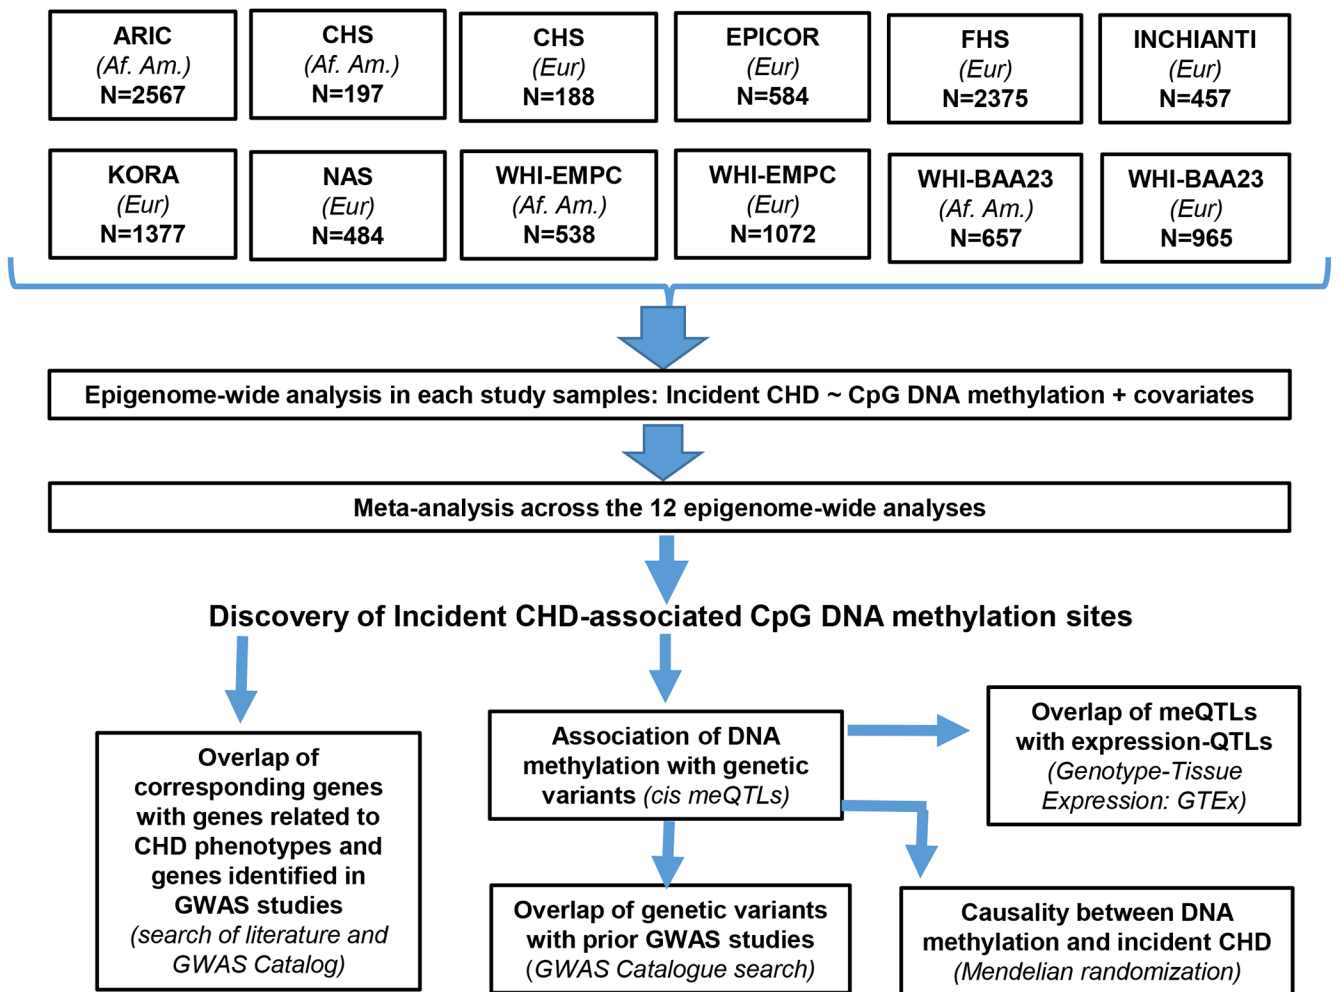 ARIC
(Af. Am.)
N=2567
CHS
(Af. Am.)
N=197
CHS
(Eur)
N=188
EPICOR
(Eur)
N=584
FHS
(Eur)
N=2375
INCHIANTI
(Eur)
N=457
KORA
(Eur)
N=1377
NAS
(Eur)
N=484
WHI-EMPC
(Af. Am.)
N=538
WHI-EMPC
(Eur)
N=1072
WHI-BAA23
(Af. Am.)
N=657
WHI-BAA23
(Eur)
N=965
Epigenome-wide analysis in each study samples: Incident CHD ~ CpG DNA methylation + covariates
Meta-analysis across the 12 epigenome-wide analyses
Discovery of Incident CHD-associated CpG DNA methylation sites
Overlap of
corresponding genes
with genes related to
CHD phenotypes and
genes identified in
GWAS studies
(search of literature and
GWAS Catalog)
Association of DNA
methylation with genetic
variants (cis meQTLs)
Overlap of meQTLs
with expression-QTLs
(Genotype-Tissue
Expression: GTEx)
Overlap of genetic variants
with prior GWAS studies
(GWAS Catalogue search)
Causality between DNA
methylation and incident CHD
(Mendelian randomization)